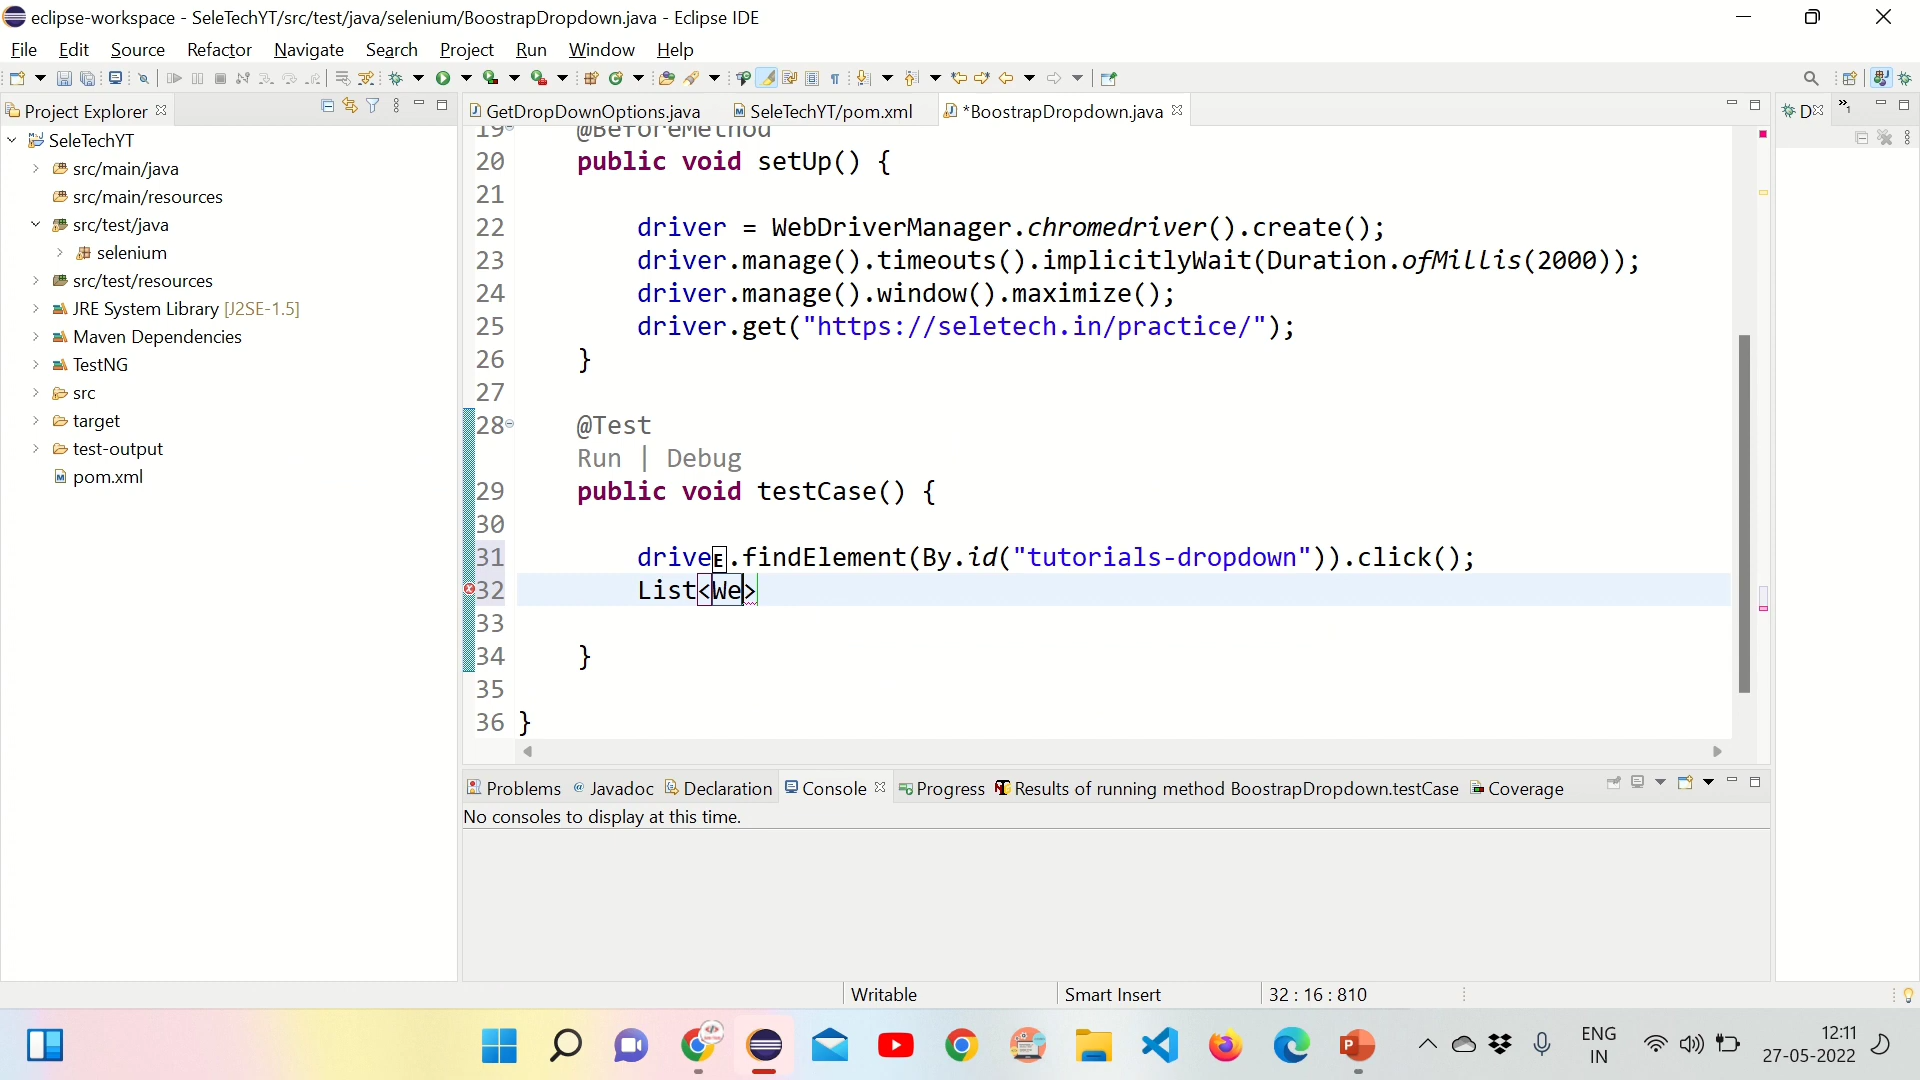 eclipse-workspace - SeleTechYT/src/test/java/selenium/BoostrapDropdown.java - Eclipse IDE
File Edit Source Refactor Navigate Search Project Run Window Help
Project Explorer
GetDropDownOptions.java SeleTechYT/pom.xml *BoostrapDropdown.java
D »1
SeleTechYT
src/main/java
src/main/resources
src/test/java
selenium
src/test/resources
JRE System Library [J2SE-1.5]
Maven Dependencies
TestNG
src
target
test-output
pom.xml
19 @BeforeMethod
20 public void setUp() {
21
22 driver = WebDriverManager.chromedriver().create();
23 driver.manage().timeouts().implicitlyWait(Duration.ofMillis(2000));
24 driver.manage().window().maximize();
25 driver.get("https://seletech.in/practice/");
26 }
27
28 @Test
Run | Debug
29 public void testCase() {
30
31 driveE.findElement(By.id("tutorials-dropdown")).click();
32 List<We>
33
34 }
35
36 }
Problems @ Javadoc Declaration Console Progress Results of running method BoostrapDropdown.testCase Coverage
No consoles to display at this time.
Writable Smart Insert 32 : 16 : 810
ENG
IN
12:11
27-05-2022